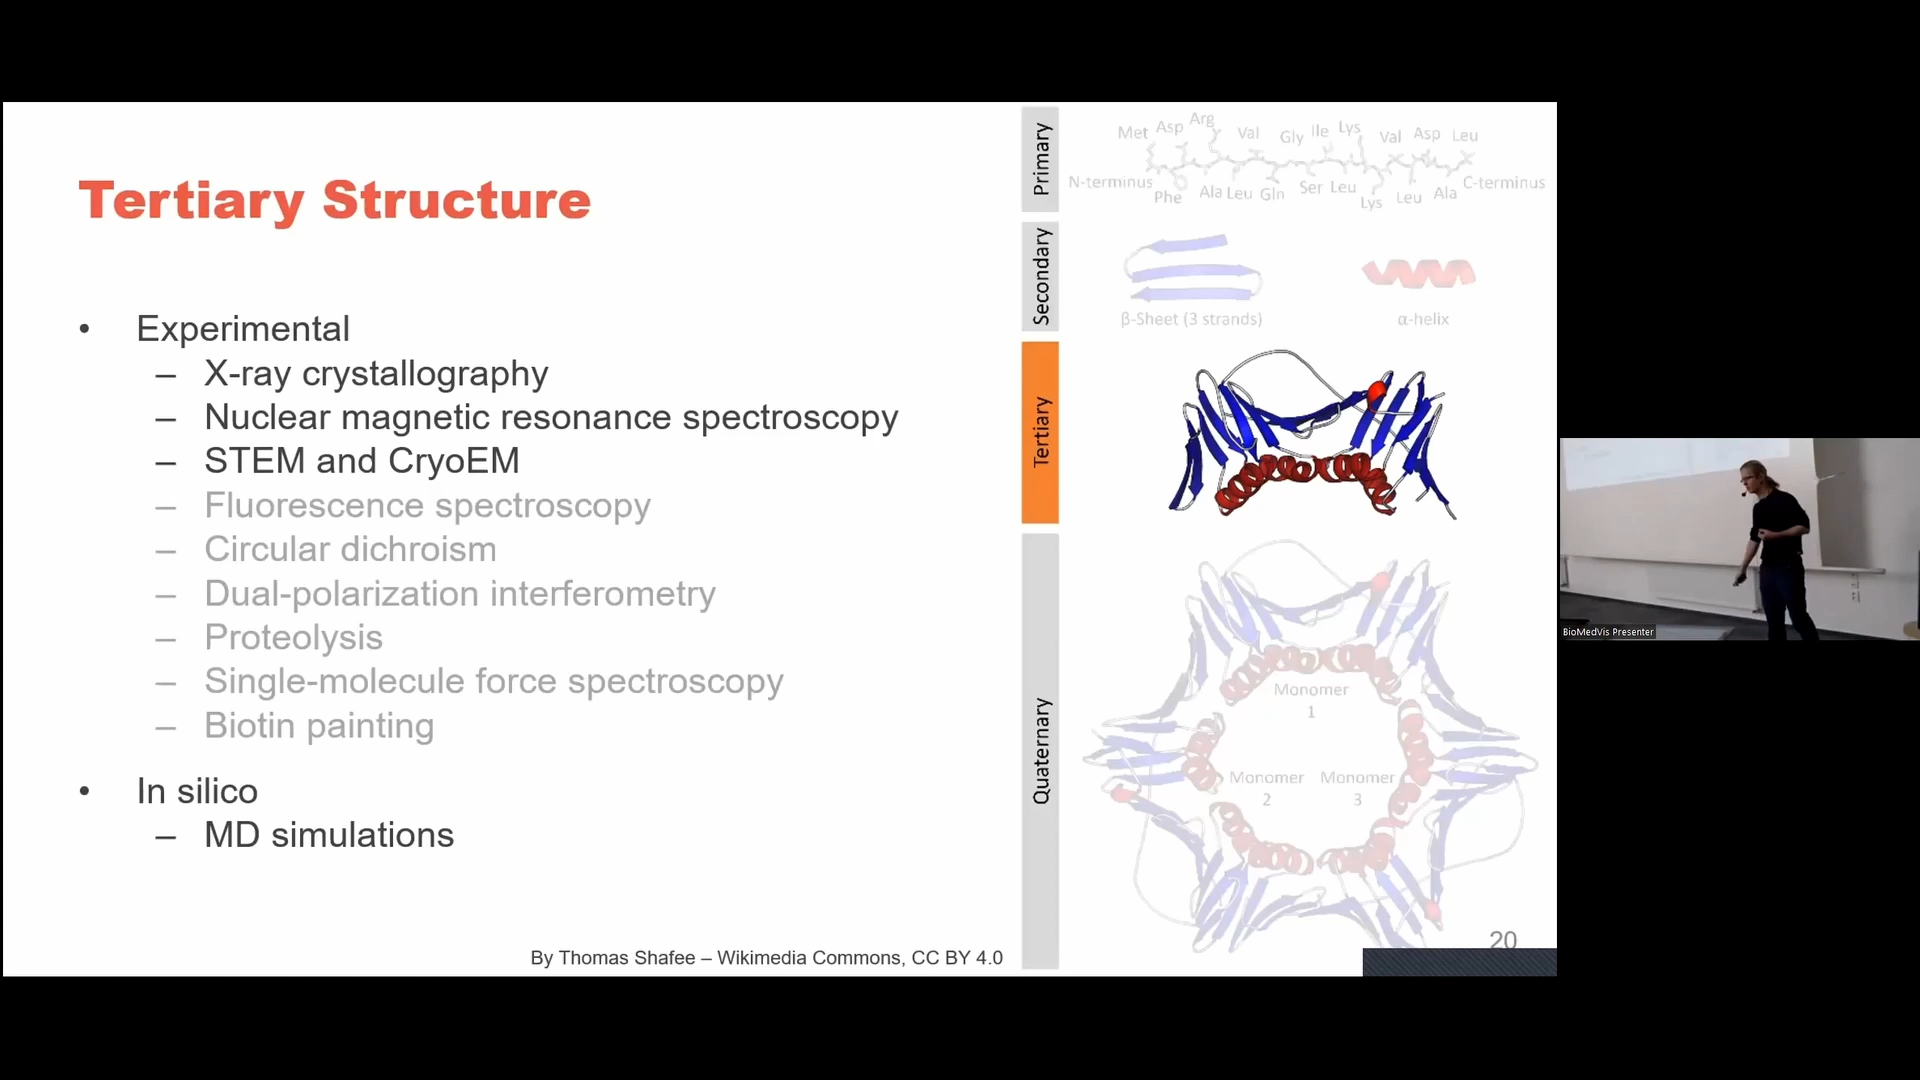 Tertiary Structure
• Experimental
– X-ray crystallography
– Nuclear magnetic resonance spectroscopy
– STEM and CryoEM
– Fluorescence spectroscopy
– Circular dichroism
– Dual-polarization interferometry
– Proteolysis
– Single-molecule force spectroscopy
– Biotin painting
• In silico
– MD simulations
By Thomas Shafee – Wikimedia Commons, CC BY 4.0
Primary
Met Asp Arg Val Gly Ile Lys Val Asp Leu
N-terminus Phe Ala Leu Gln Ser Leu Lys Leu Ala C-terminus
Secondary
β-Sheet (3 strands) α-helix
Tertiary
Quaternary
Monomer
1
Monomer Monomer
2 3
20
BioMedVis Presenter